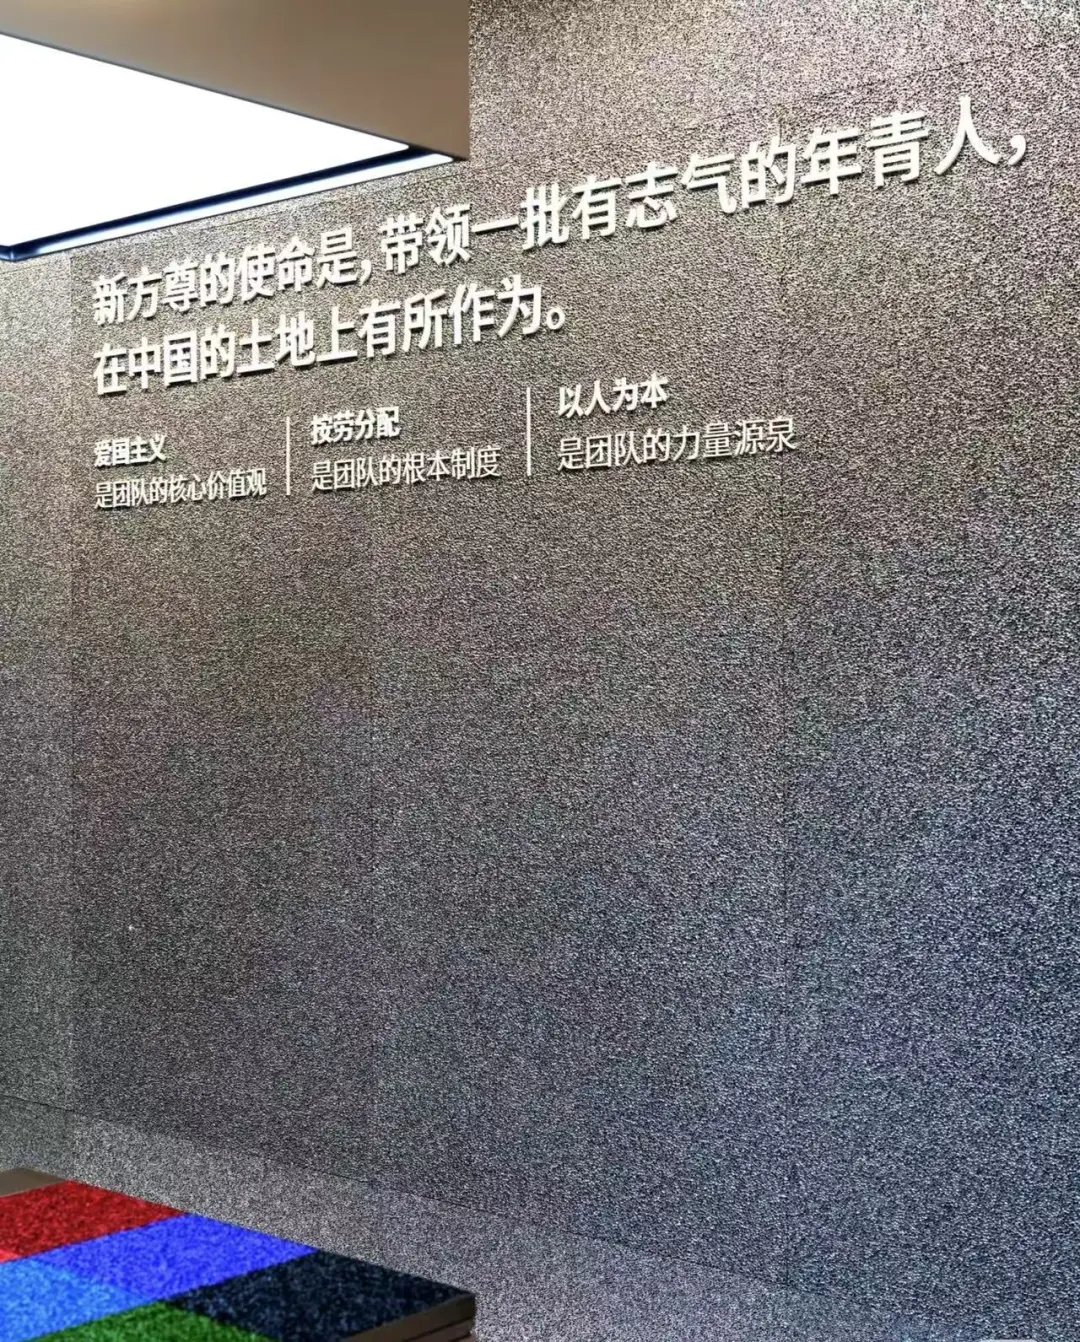 新方尊的使命是，带领一批有志气的年青人，
在中国的土地上有所作为。
爱国主义
是团队的核心价值观
按劳分配
是团队的根本制度
以人为本
是团队的力量源泉